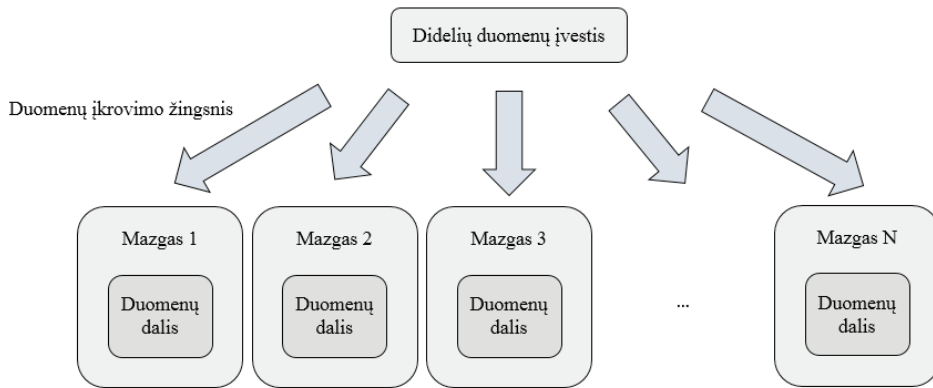 Didelių duomenų įvestis
Duomenų įkrovimo žingsnis
Mazgas 1
Mazgas 2
Mazgas 3
Mazgas N
Duomenų
dalis
Duomenų
dalis
Duomenų
dalis
...
Duomenų
dalis